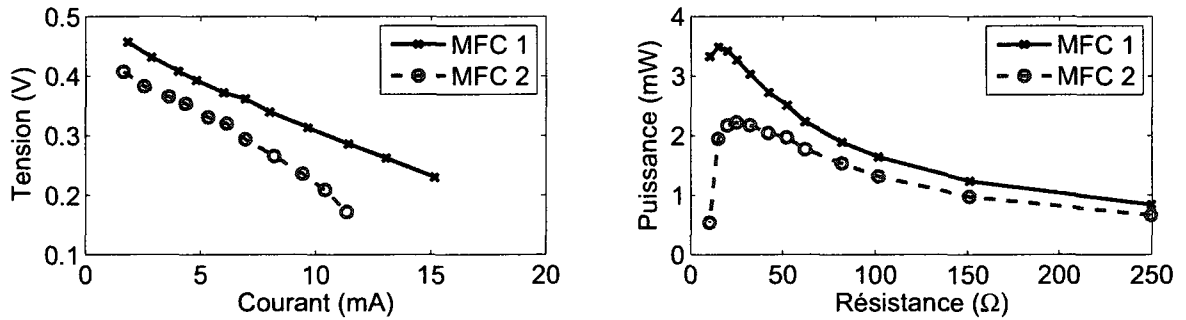 Tension (V)
0.5
0.4
0.3
0.2
0.1
0
5
10
15
20
Courant (mA)
MFC 1
MFC 2
Puissance (mW)
4
3
2
1
0
0
50
100
150
200
250
Résistance (Ω)
MFC 1
MFC 2